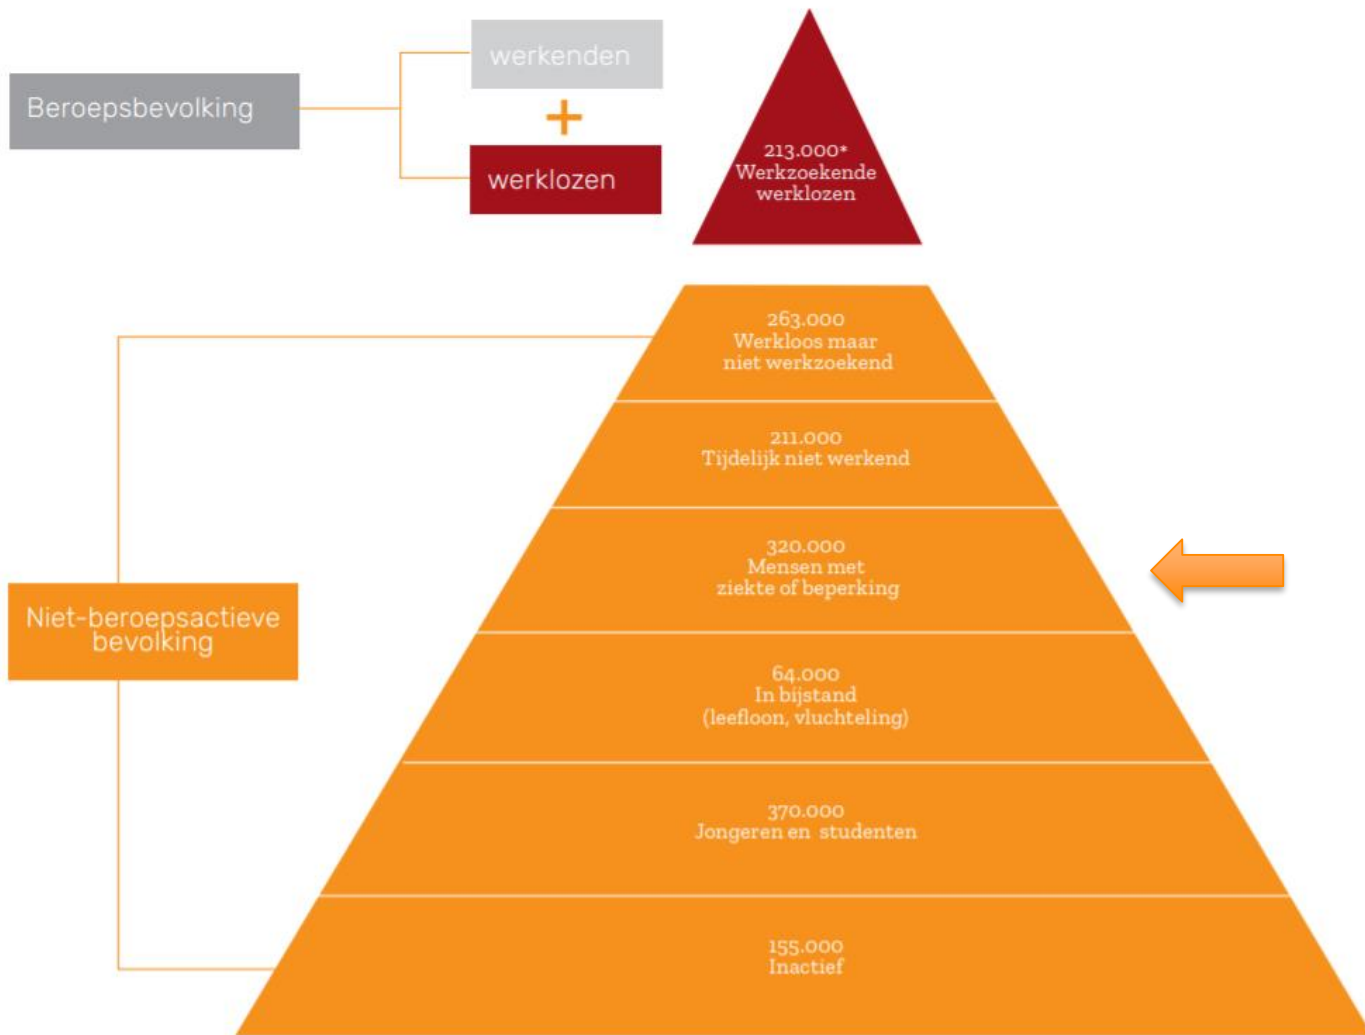 Beroepsbevolking
werkenden
+
werklozen
213.000*
Werkzoekende
werklozen
263.000
Werkloos maar
niet werkzoekend
211.000
Tijdelijk niet werkend
320.000
Mensen met
ziekte of beperking
Niet-beroepsactieve
bevolking
64.000
In bijstand
(leefloon, vluchteling)
370.000
Jongeren en studenten
155.000
Inactief